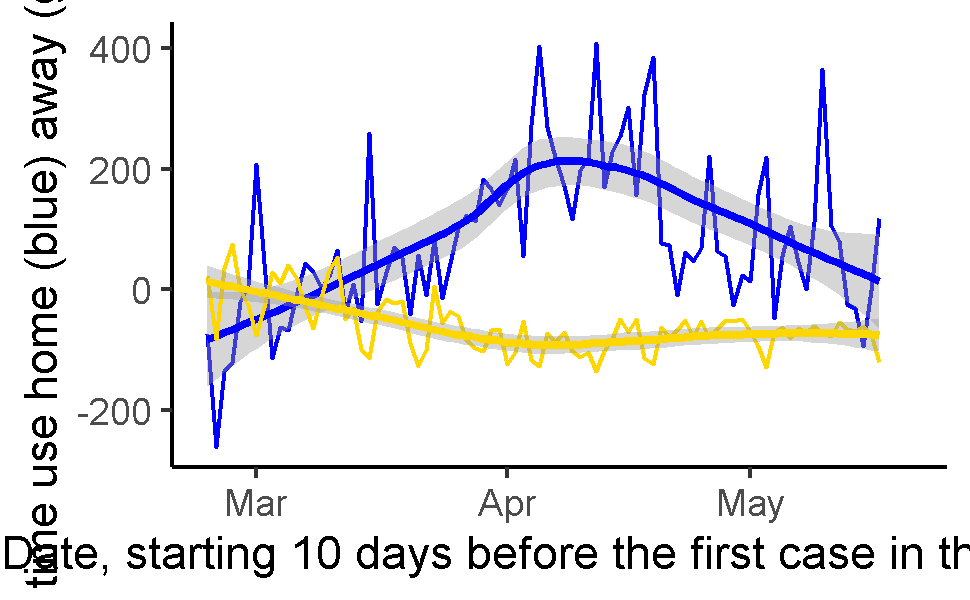 time use home (blue) away (
400
200
0
-200
Mar Apr May
Date, starting 10 days before the first case in th